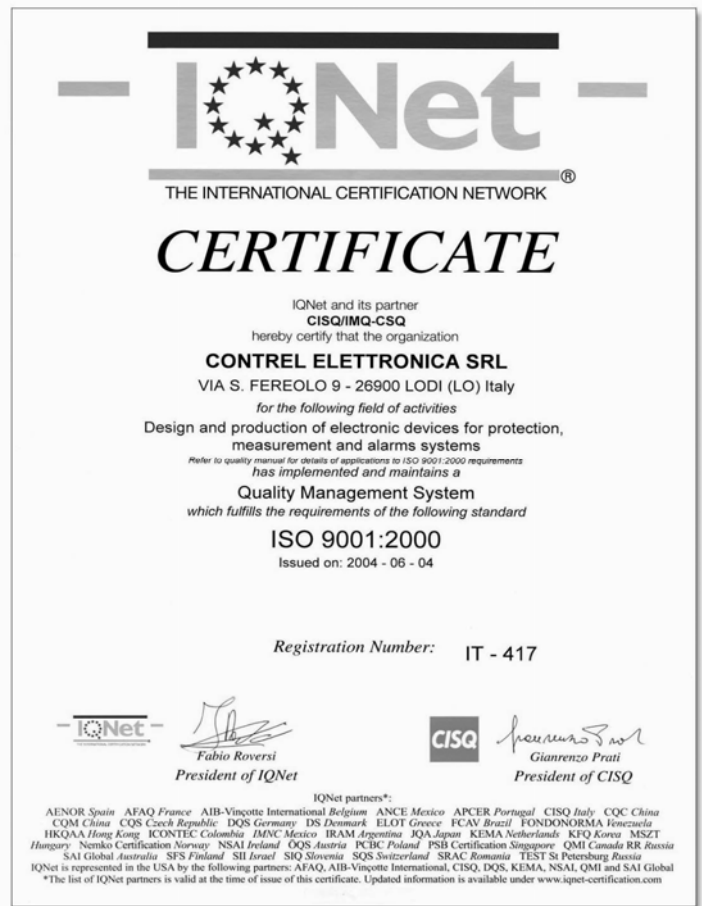 IQNet
®
THE INTERNATIONAL CERTIFICATION NETWORK
CERTIFICATE
IQNet and its partner
CISQ/IMQ-CSQ
hereby certify that the organization
CONTREL ELETTRONICA SRL
VIA S. FEREOLO 9 - 26900 LODI (LO) Italy
for the following field of activities
Design and production of electronic devices for protection,
measurement and alarms systems
Refer to quality manual for details of applications to ISO 9001:2000 requirements
has implemented and maintains a
Quality Management System
which fulfills the requirements of the following standard
ISO 9001:2000
Issued on: 2004 - 06 - 04
Registration Number: IT - 417
IQNet
THE INTERNATIONAL CERTIFICATION NETWORK
Fabio Roversi
President of IQNet
CISQ
Gianrenzo Prati
President of CISQ
IQNet partners*:
AENOR Spain AFAQ France AIB-Vinçotte International Belgium ANCE Mexico APCER Portugal CISQ Italy CQC China
CQM China CQS Czech Republic DQS Germany DS Denmark ELOT Greece FCAV Brazil FONDONORMA Venezuela
HKQAA Hong Kong ICONTEC Colombia IMNC Mexico IRAM Argentina JQA Japan KEMA Netherlands KFQ Korea MSZT
Hungary Nemko Certification Norway NSAI Ireland ÖQS Austria PCBC Poland PSB Certification Singapore QMI Canada RR Russia
SAI Global Australia SFS Finland SII Israel SIQ Slovenia SQS Switzerland SRAC Romania TEST St Petersburg Russia
IQNet is represented in the USA by the following partners: AFAQ, AIB-Vinçotte International, CISQ, DQS, KEMA, NSAI, QMI and SAI Global
*The list of IQNet partners is valid at the time of issue of this certificate. Updated information is available under www.iqnet-certification.com